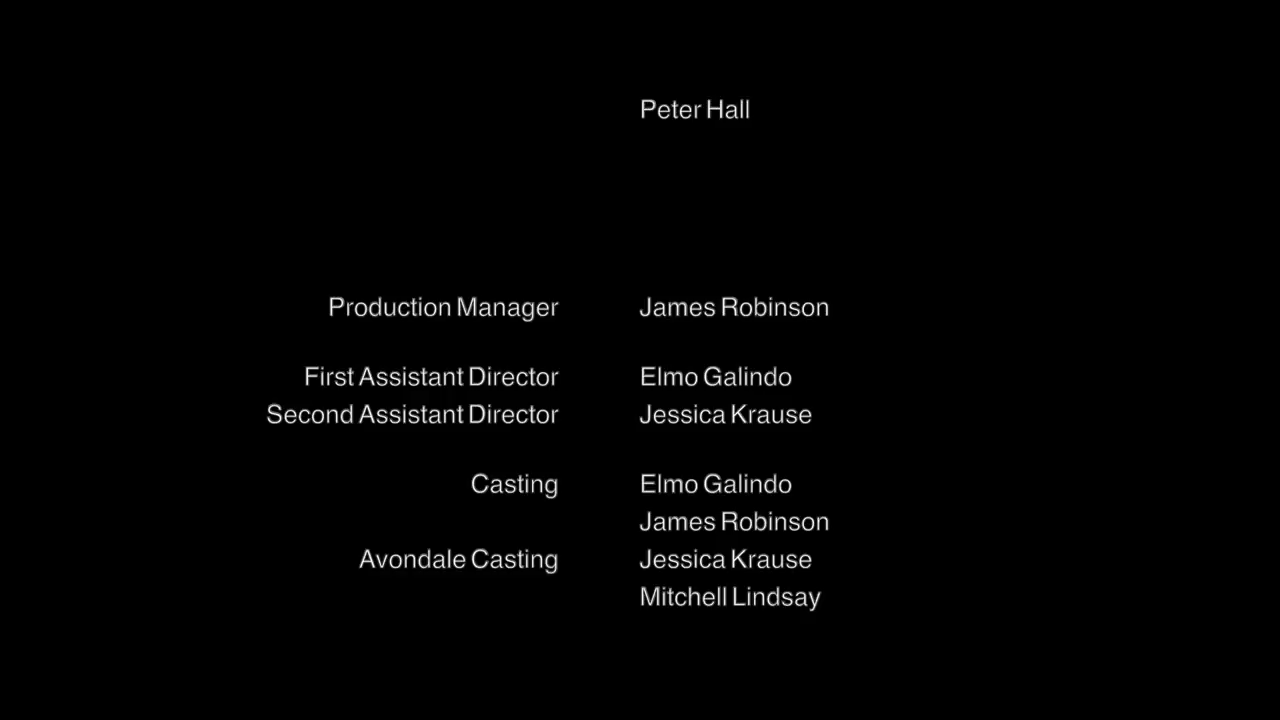 Peter Hall
Production Manager James Robinson
First Assistant Director Elmo Galindo
Second Assistant Director Jessica Krause
Casting Elmo Galindo
James Robinson
Avondale Casting Jessica Krause
Mitchell Lindsay